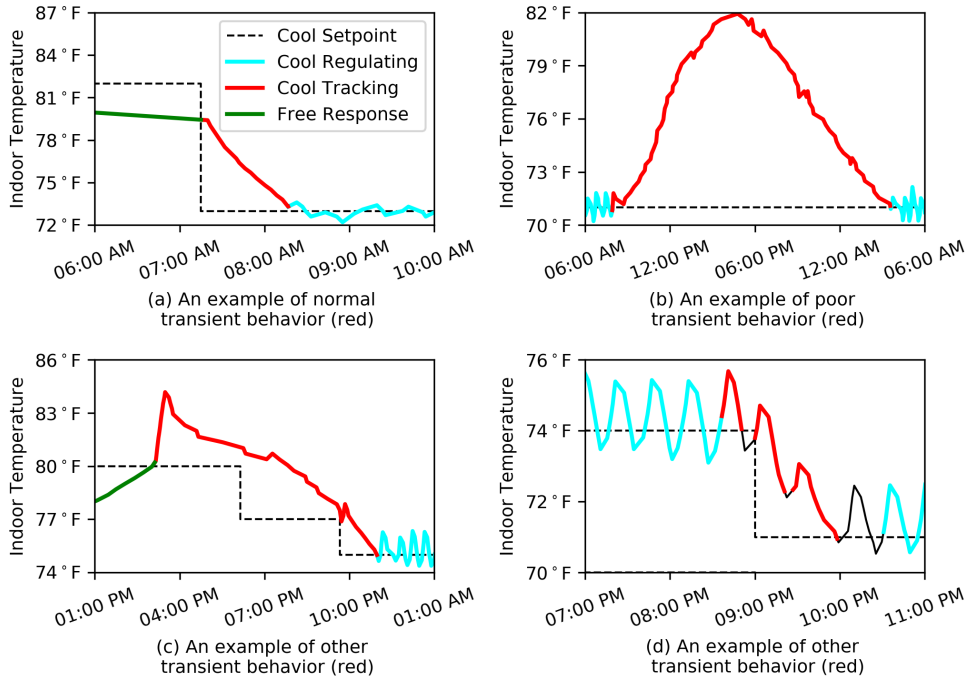 87°F
84°F
81°F
78°F
75°F
72°F
Indoor Temperature
Cool Setpoint
Cool Regulating
Cool Tracking
Free Response
06:00 AM
07:00 AM
08:00 AM
09:00 AM
10:00 AM
(a) An example of normal
transient behavior (red)
82°F
79°F
76°F
73°F
70°F
Indoor Temperature
06:00 AM
12:00 PM
06:00 PM
12:00 AM
06:00 AM
(b) An example of poor
transient behavior (red)
86°F
83°F
80°F
77°F
74°F
Indoor Temperature
01:00 PM
04:00 PM
07:00 PM
10:00 PM
01:00 AM
(c) An example of other
transient behavior (red)
76°F
74°F
72°F
70°F
Indoor Temperature
07:00 PM
08:00 PM
09:00 PM
10:00 PM
11:00 PM
(d) An example of other
transient behavior (red)